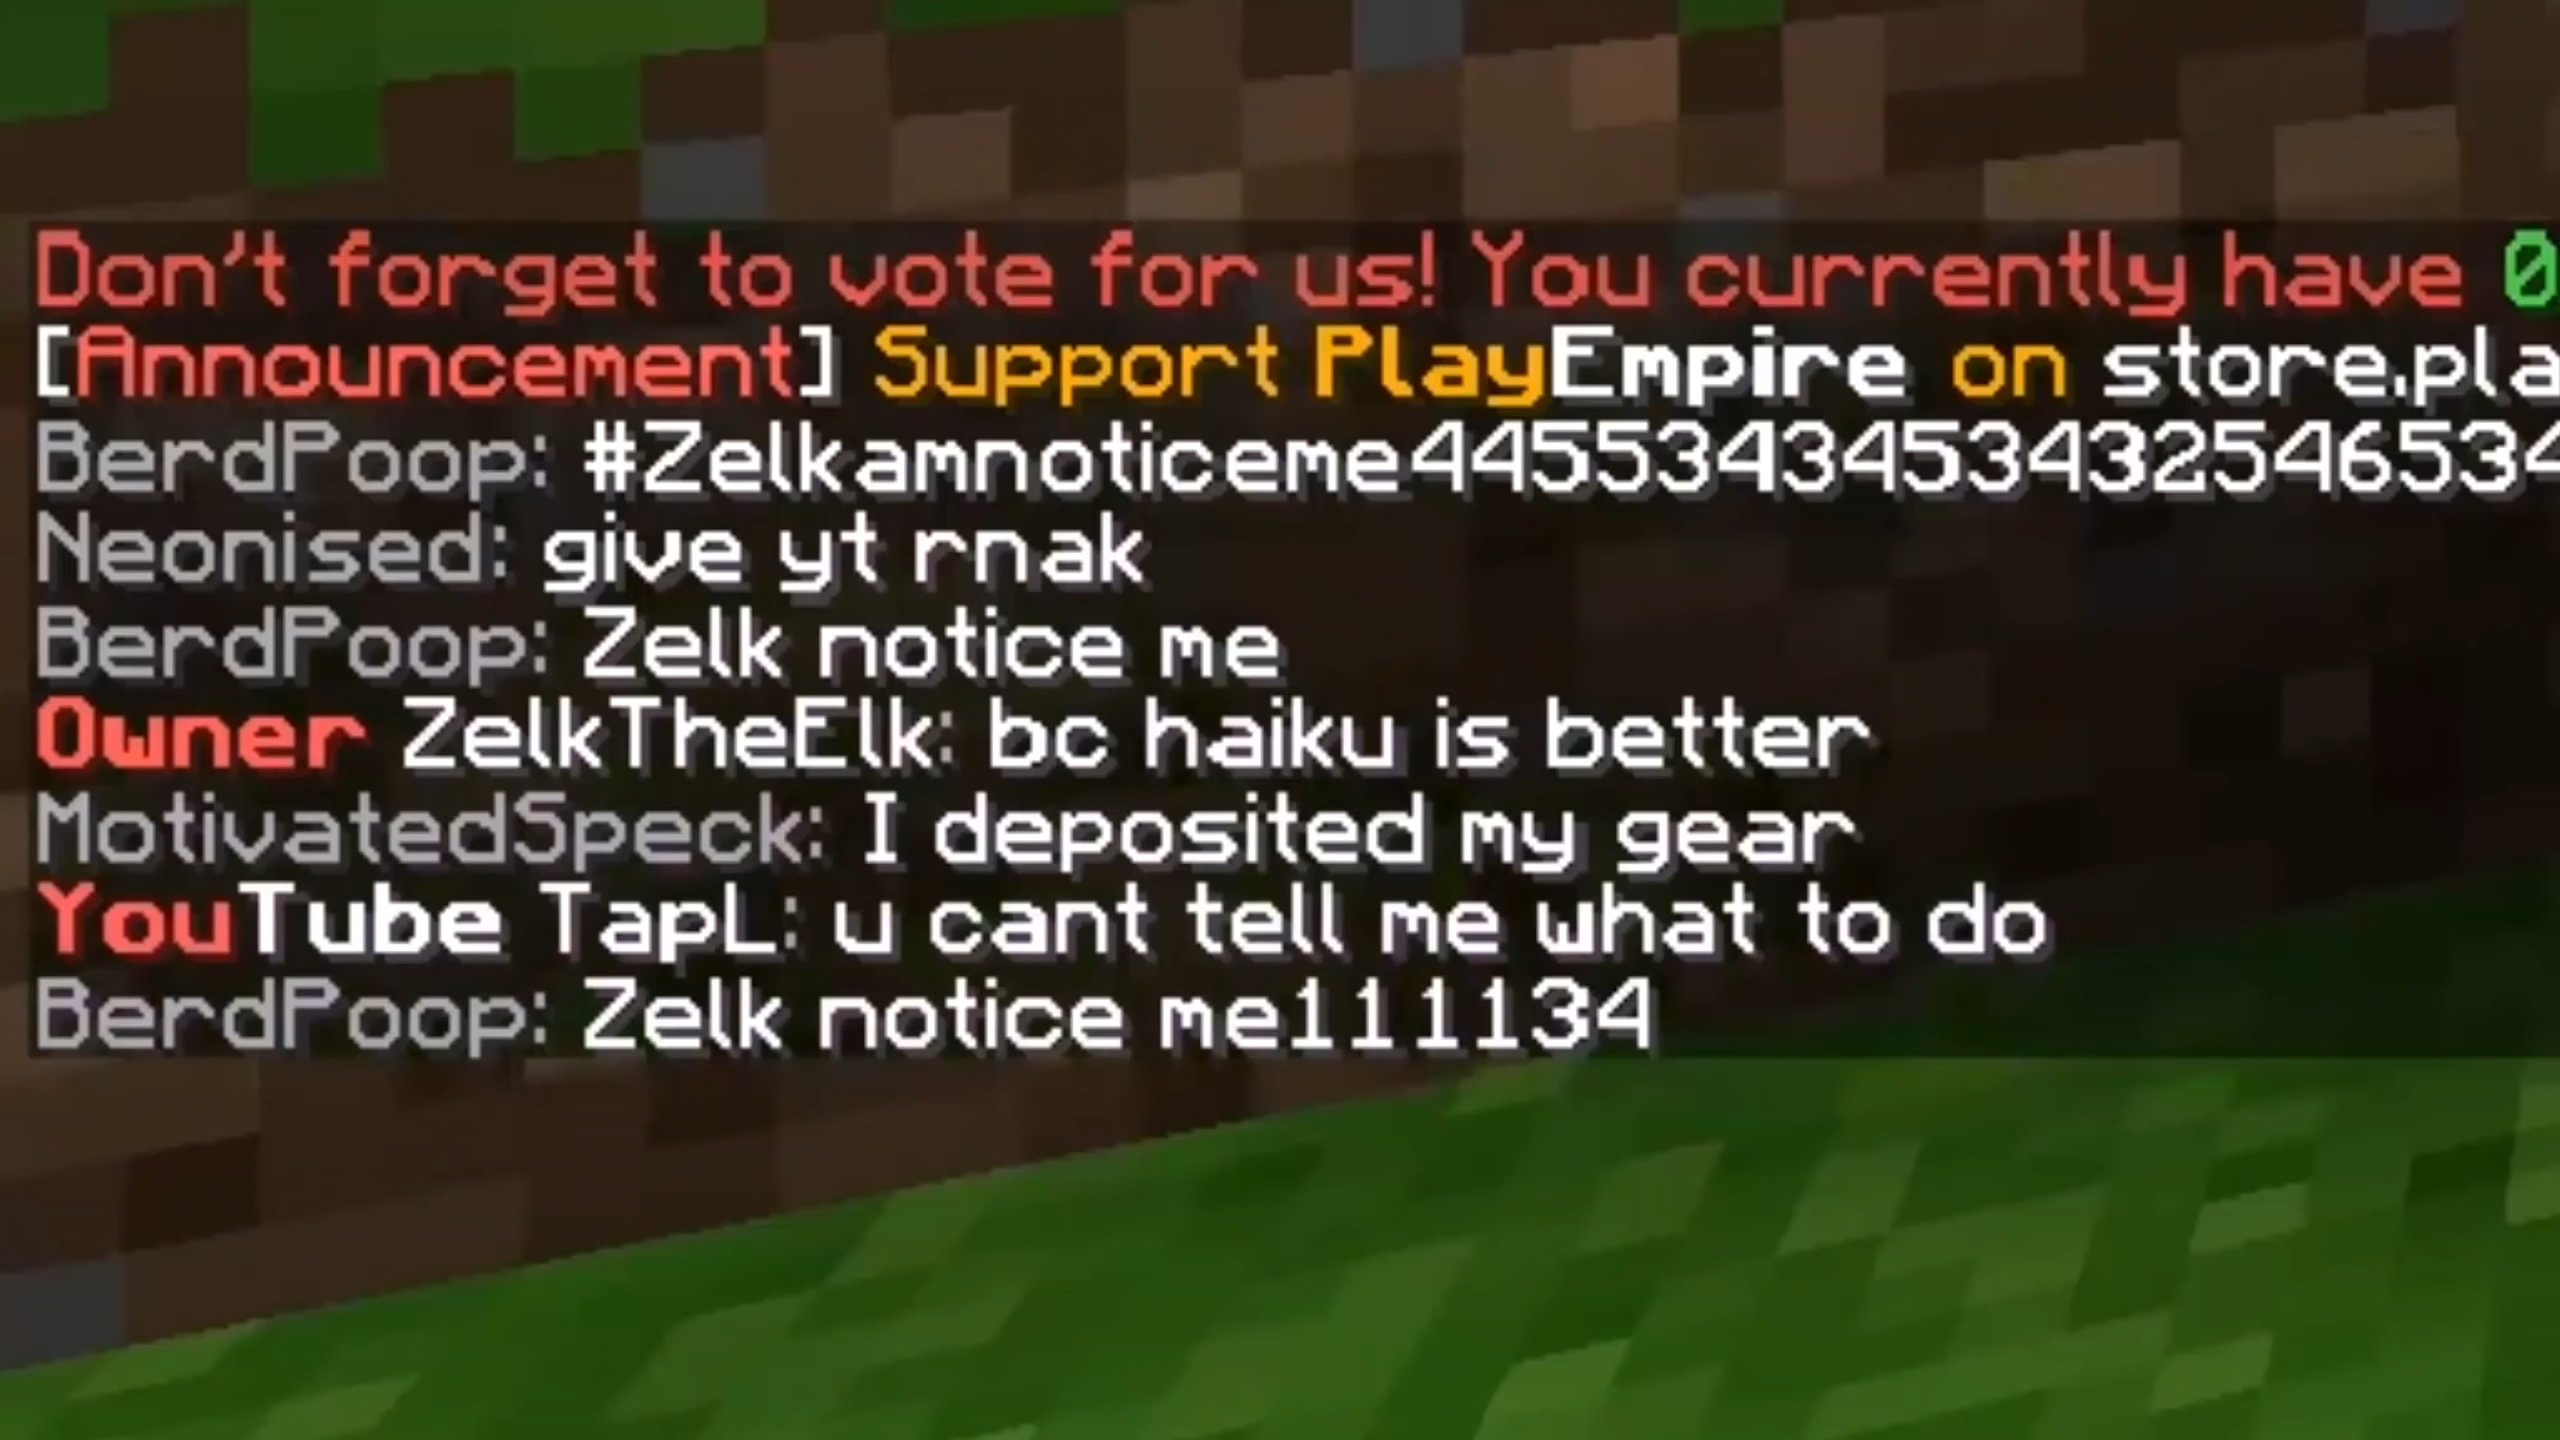 Don't forget to vote for us! You currently have 0
[Announcement] Support PlayEmpire on store.pla
BerdPoop: #Zelkamnoticeme4455343453432546534
Neonised: give yt rnak
BerdPoop: Zelk notice me
Owner ZelkTheElk: bc haiku is better
MotivatedSpeck: I deposited my gear
YouTube TapL: u cant tell me what to do
BerdPoop: Zelk notice me111134